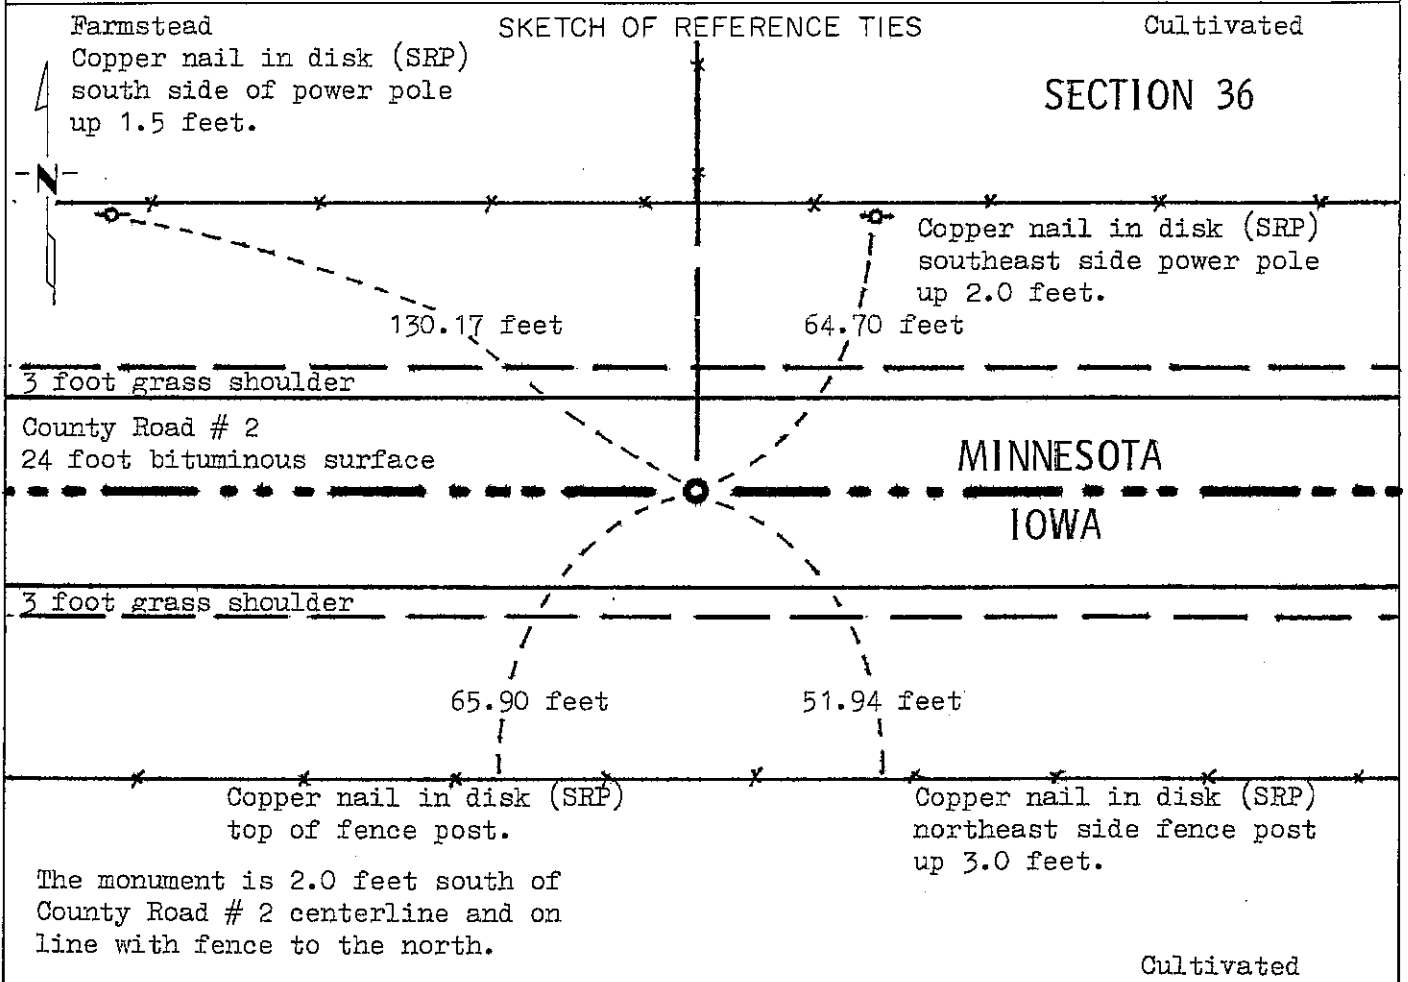 SKETCH OF REFERENCE TIES
Farmstead
Copper nail in disk (SRP)
south side of power pole
up 1.5 feet.
Cultivated
SECTION 36
N
Copper nail in disk (SRP)
southeast side power pole
up 2.0 feet.
130.17 feet
64.70 feet
3 foot grass shoulder
County Road # 2
24 foot bituminous surface
MINNESOTA
IOWA
3 foot grass shoulder
65.90 feet
51.94 feet
Copper nail in disk (SRP)
top of fence post.
Copper nail in disk (SRP)
northeast side fence post
up 3.0 feet.
The monument is 2.0 feet south of
County Road # 2 centerline and on
line with fence to the north.
Cultivated